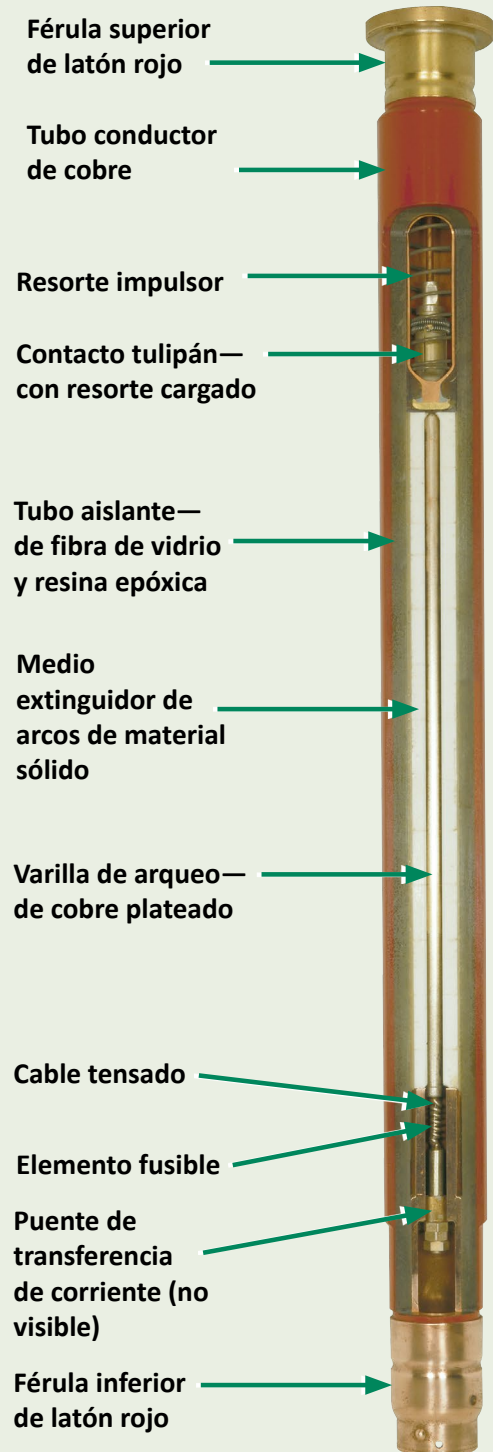 Férula superior
de latón rojo
Tubo conductor
de cobre
Resorte impulsor
Contacto tulipán—
con resorte cargado
Tubo aislante—
de fibra de vidrio
y resina epóxica
Medio
extinguidor de
arcos de material
sólido
Varilla de arqueo—
de cobre plateado
Cable tensado
Elemento fusible
Puente de
transferencia
de corriente (no
visible)
Férula inferior
de latón rojo